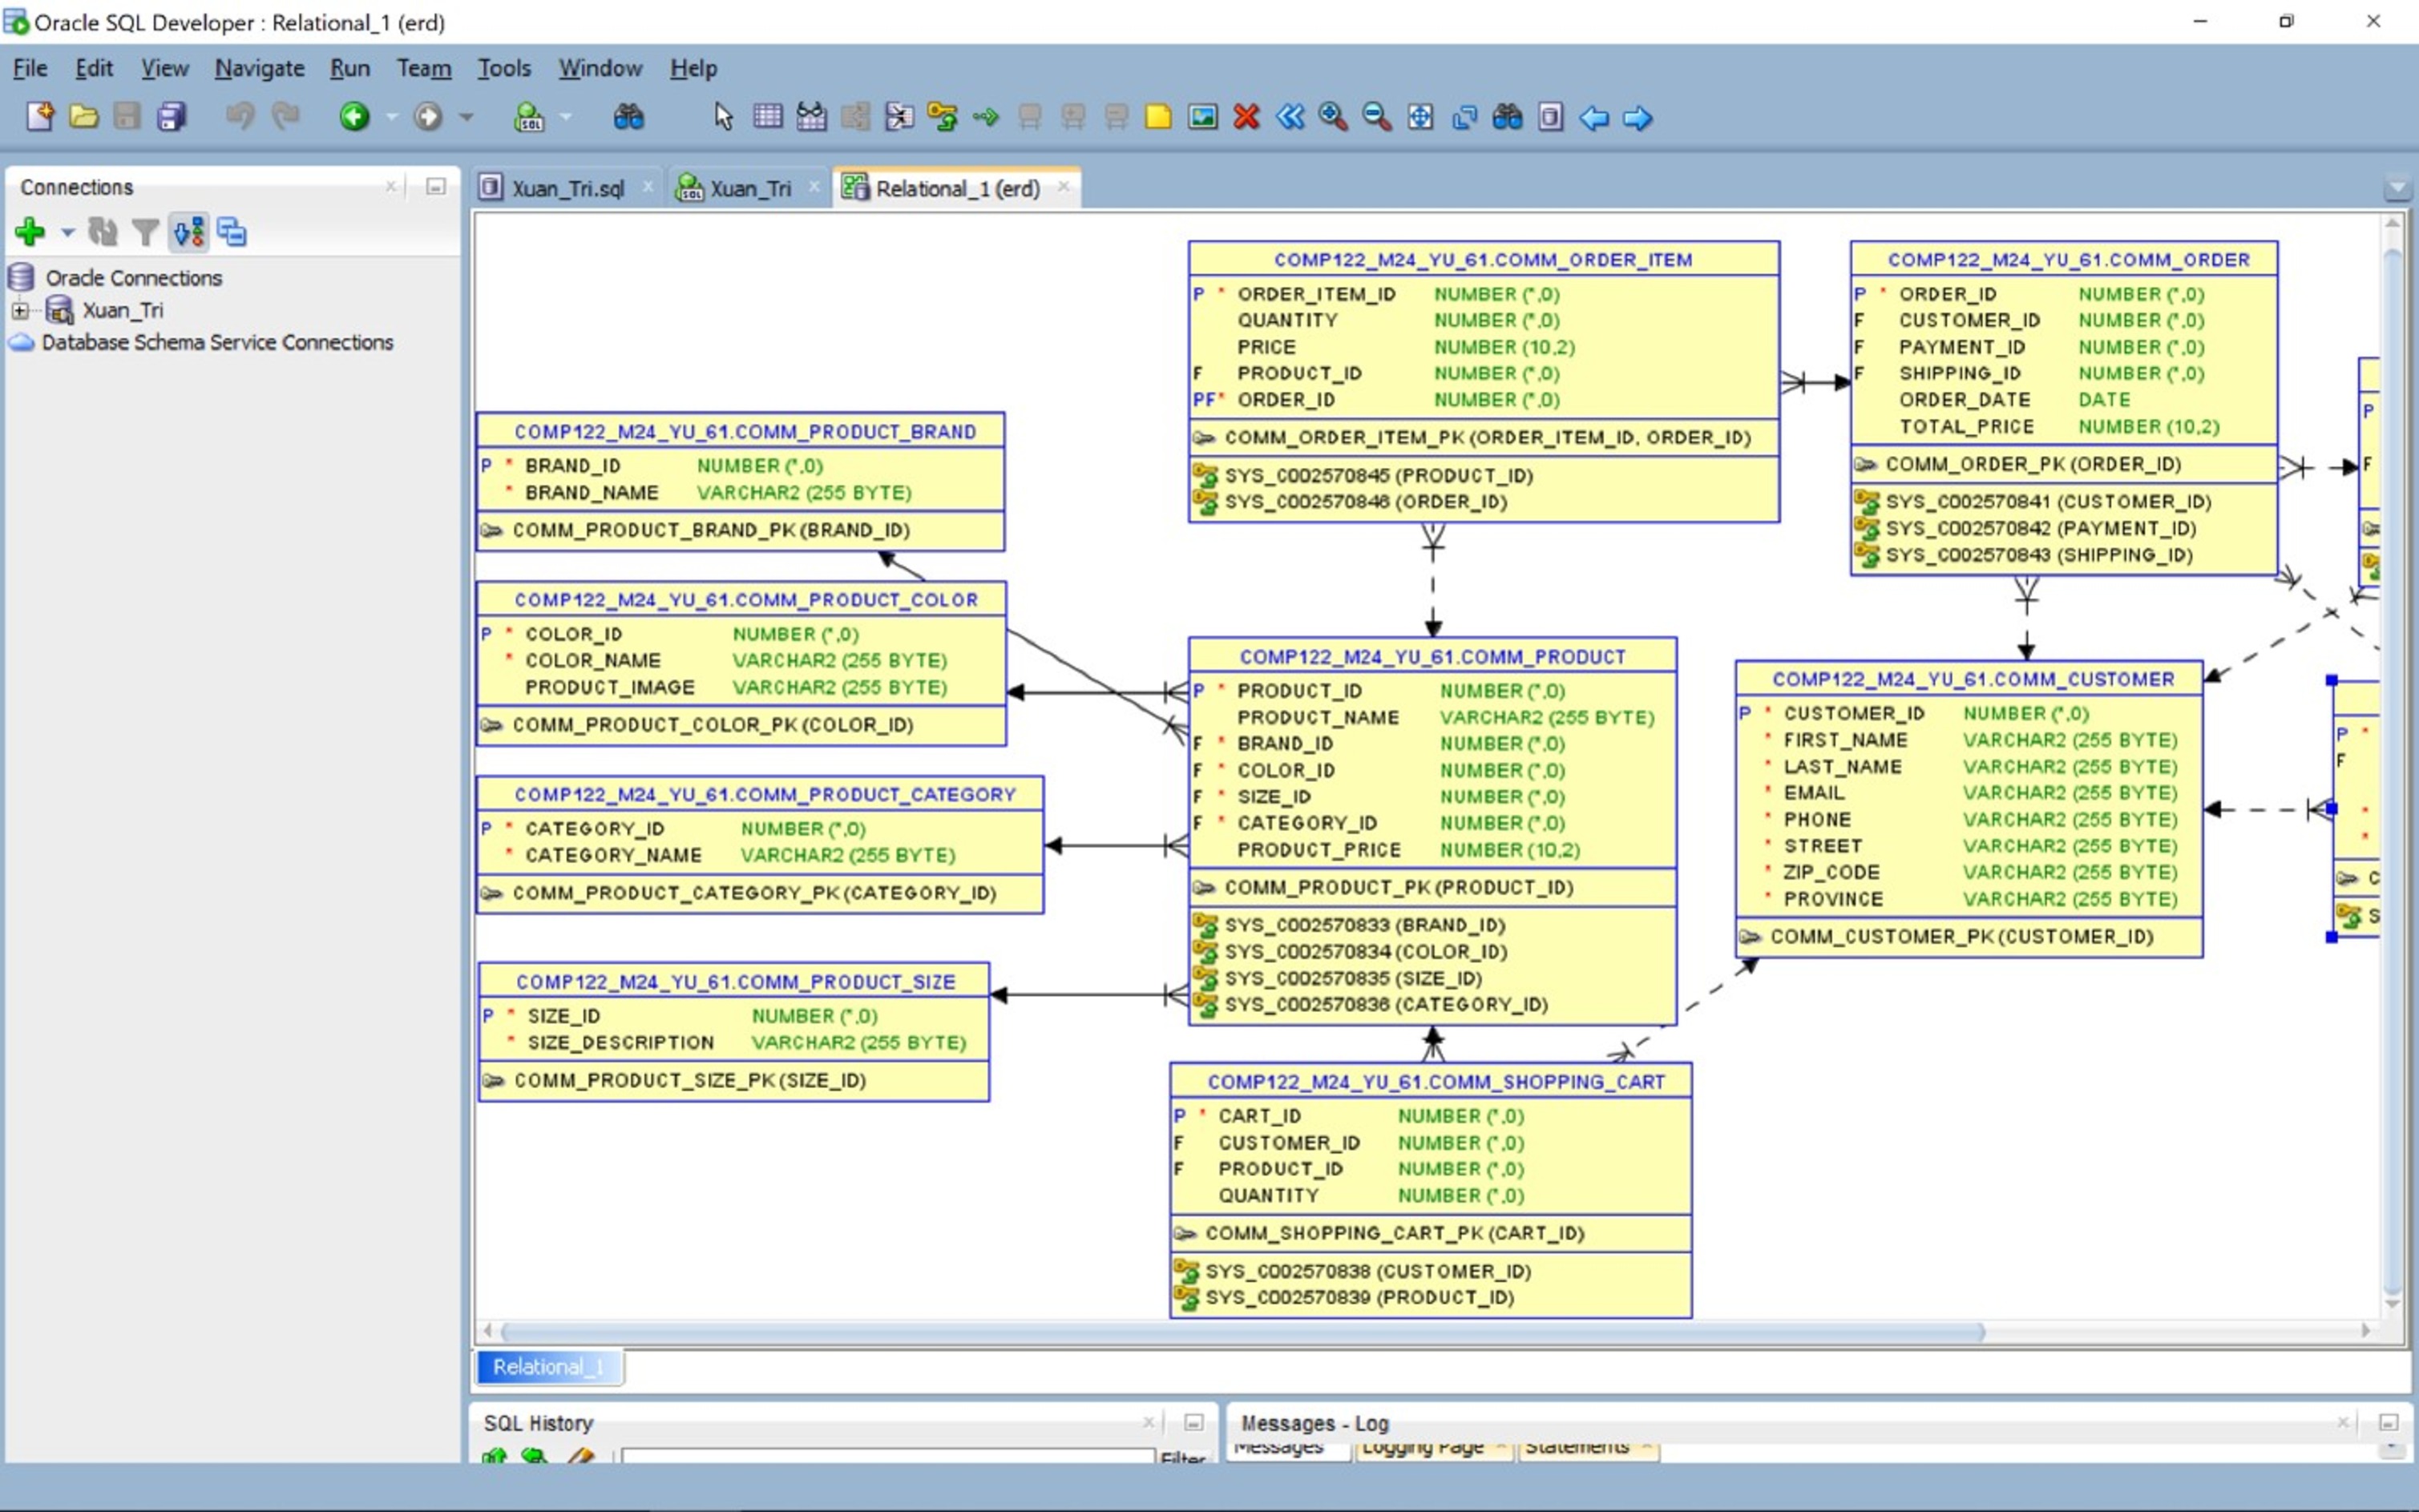 Oracle SQL Developer : Relational_1 (erd)
File Edit View Navigate Run Team Tools Window Help
Connections
Oracle Connections
Xuan_Tri
Database Schema Service Connections
Xuan_Tri.sql
Xuan_Tri
Relational_1 (erd)
COMP122_M24_YU_61.COMM_PRODUCT_BRAND
P * BRAND_ID NUMBER (*,0)
* BRAND_NAME VARCHAR2 (255 BYTE)
COMM_PRODUCT_BRAND_PK (BRAND_ID)
COMP122_M24_YU_61.COMM_PRODUCT_COLOR
P * COLOR_ID NUMBER (*,0)
* COLOR_NAME VARCHAR2 (255 BYTE)
PRODUCT_IMAGE VARCHAR2 (255 BYTE)
COMM_PRODUCT_COLOR_PK (COLOR_ID)
COMP122_M24_YU_61.COMM_PRODUCT_CATEGORY
P * CATEGORY_ID NUMBER (*,0)
* CATEGORY_NAME VARCHAR2 (255 BYTE)
COMM_PRODUCT_CATEGORY_PK (CATEGORY_ID)
COMP122_M24_YU_61.COMM_PRODUCT_SIZE
P * SIZE_ID NUMBER (*,0)
* SIZE_DESCRIPTION VARCHAR2 (255 BYTE)
COMM_PRODUCT_SIZE_PK (SIZE_ID)
COMP122_M24_YU_61.COMM_ORDER_ITEM
P * ORDER_ITEM_ID NUMBER (*,0)
QUANTITY NUMBER (*,0)
PRICE NUMBER (10,2)
F PRODUCT_ID NUMBER (*,0)
PF* ORDER_ID NUMBER (*,0)
COMM_ORDER_ITEM_PK (ORDER_ITEM_ID, ORDER_ID)
SYS_C002570845 (PRODUCT_ID)
SYS_C002570846 (ORDER_ID)
COMP122_M24_YU_61.COMM_PRODUCT
P * PRODUCT_ID NUMBER (*,0)
PRODUCT_NAME VARCHAR2 (255 BYTE)
F * BRAND_ID NUMBER (*,0)
F * COLOR_ID NUMBER (*,0)
F * SIZE_ID NUMBER (*,0)
F * CATEGORY_ID NUMBER (*,0)
PRODUCT_PRICE NUMBER (10,2)
COMM_PRODUCT_PK (PRODUCT_ID)
SYS_C002570833 (BRAND_ID)
SYS_C002570834 (COLOR_ID)
SYS_C002570835 (SIZE_ID)
SYS_C002570836 (CATEGORY_ID)
COMP122_M24_YU_61.COMM_SHOPPING_CART
P * CART_ID NUMBER (*,0)
F CUSTOMER_ID NUMBER (*,0)
F PRODUCT_ID NUMBER (*,0)
QUANTITY NUMBER (*,0)
COMM_SHOPPING_CART_PK (CART_ID)
SYS_C002570838 (CUSTOMER_ID)
SYS_C002570839 (PRODUCT_ID)
COMP122_M24_YU_61.COMM_ORDER
P * ORDER_ID NUMBER (*,0)
F CUSTOMER_ID NUMBER (*,0)
F PAYMENT_ID NUMBER (*,0)
F SHIPPING_ID NUMBER (*,0)
ORDER_DATE DATE
TOTAL_PRICE NUMBER (10,2)
COMM_ORDER_PK (ORDER_ID)
SYS_C002570841 (CUSTOMER_ID)
SYS_C002570842 (PAYMENT_ID)
SYS_C002570843 (SHIPPING_ID)
COMP122_M24_YU_61.COMM_CUSTOMER
P * CUSTOMER_ID NUMBER (*,0)
* FIRST_NAME VARCHAR2 (255 BYTE)
* LAST_NAME VARCHAR2 (255 BYTE)
* EMAIL VARCHAR2 (255 BYTE)
* PHONE VARCHAR2 (255 BYTE)
* STREET VARCHAR2 (255 BYTE)
* ZIP_CODE VARCHAR2 (255 BYTE)
* PROVINCE VARCHAR2 (255 BYTE)
COMM_CUSTOMER_PK (CUSTOMER_ID)
P
F
P *
F
*
*
C
S
Relational_1
SQL History
Filter
Messages - Log
Messages Logging Page Statements